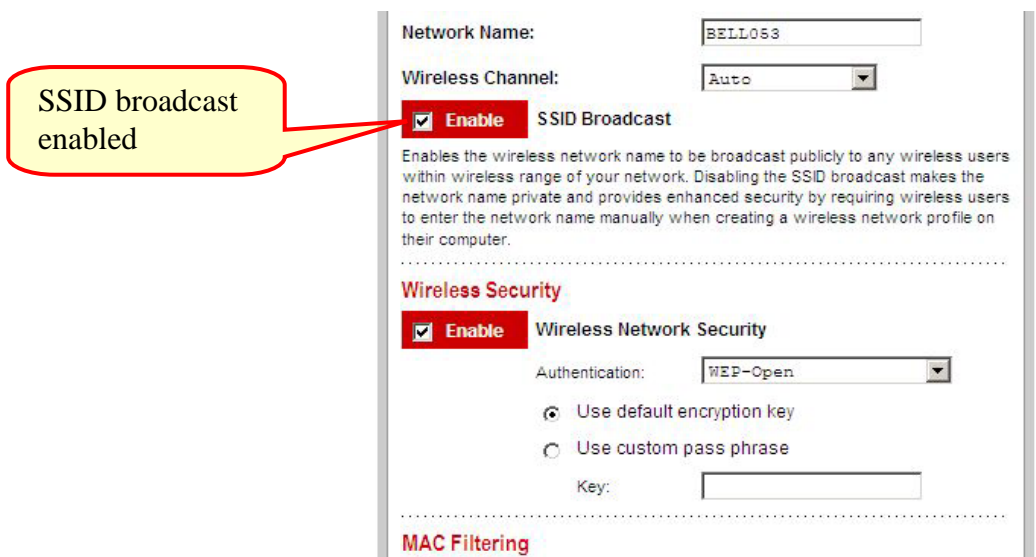 Network Name:
BELL053
Wireless Channel:
Auto
SSID broadcast
enabled
Enable SSID Broadcast
Enables the wireless network name to be broadcast publicly to any wireless users
within wireless range of your network. Disabling the SSID broadcast makes the
network name private and provides enhanced security by requiring wireless users
to enter the network name manually when creating a wireless network profile on
their computer.
Wireless Security
Enable Wireless Network Security
Authentication:
WEP-Open
Use default encryption key
Use custom pass phrase
Key:
MAC Filtering